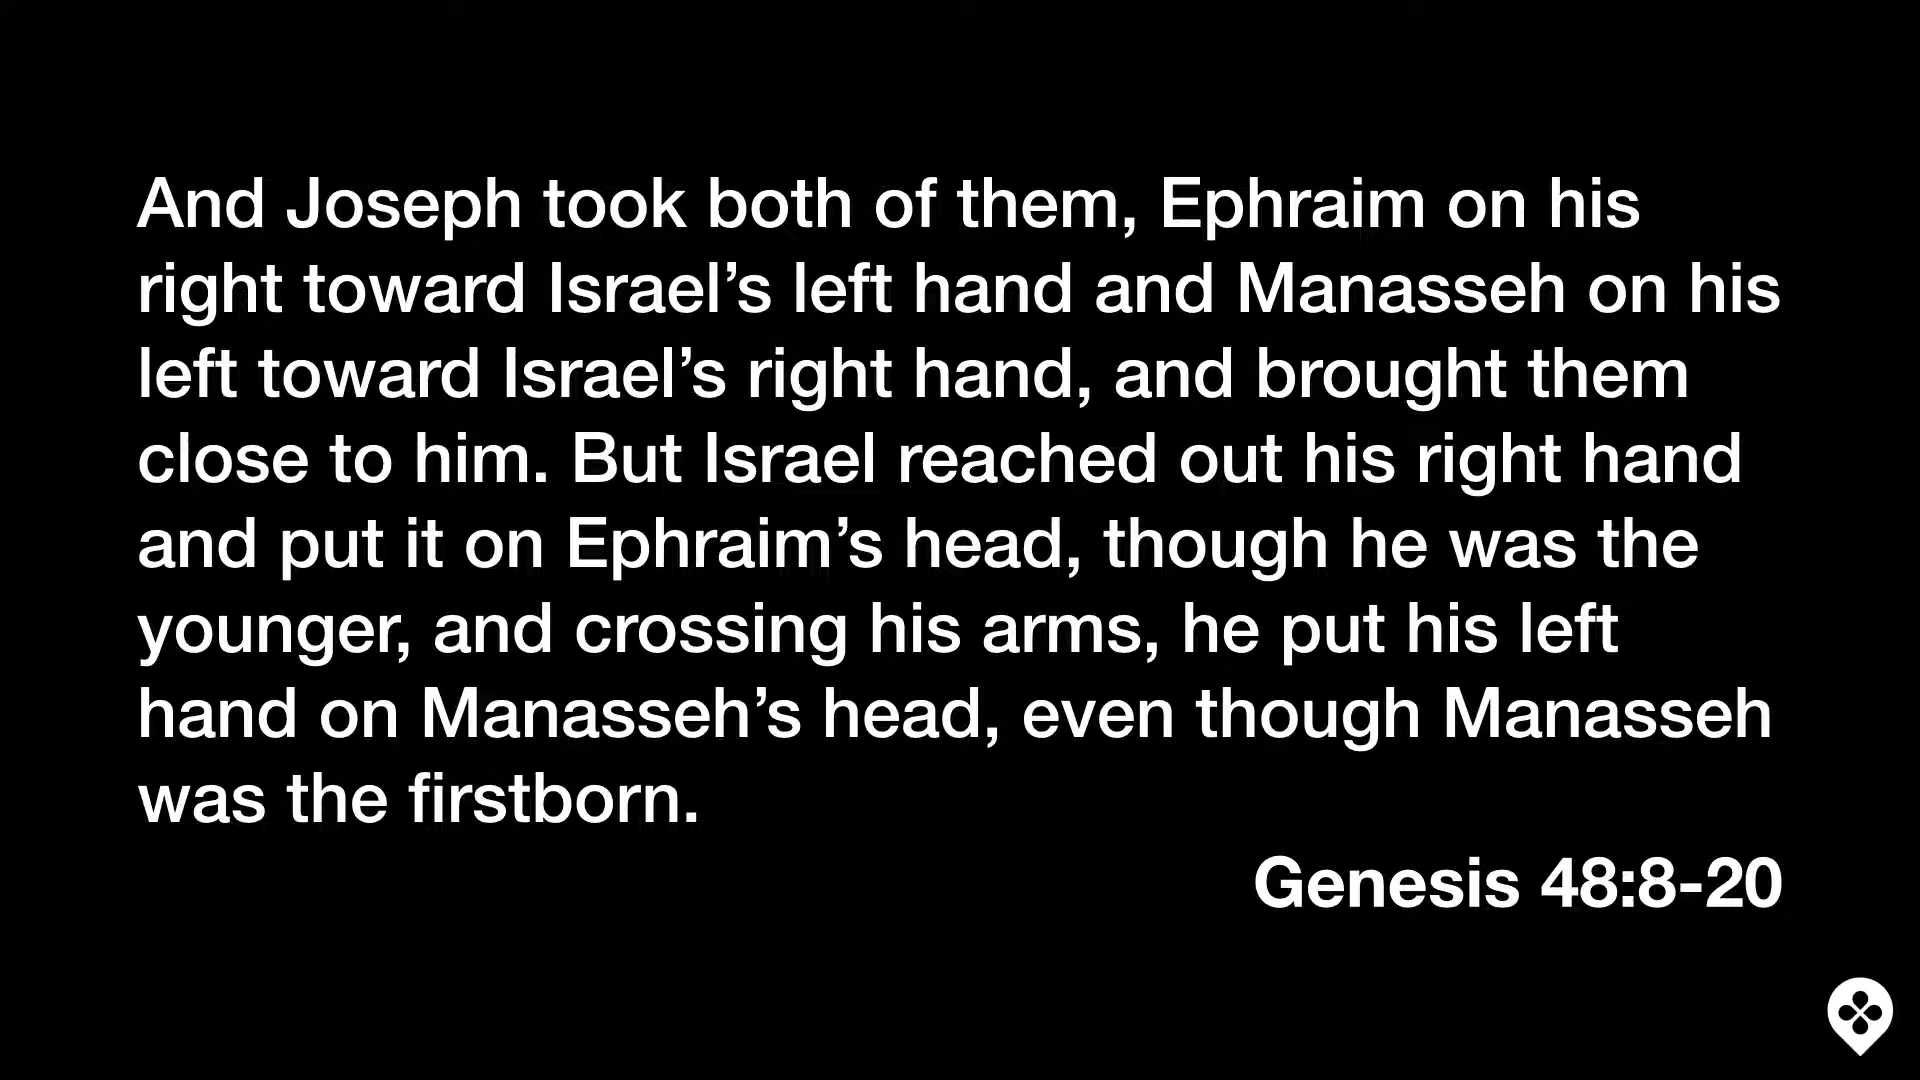 And Joseph took both of them, Ephraim on his
right toward Israel’s left hand and Manasseh on his
left toward Israel’s right hand, and brought them
close to him. But Israel reached out his right hand
and put it on Ephraim’s head, though he was the
younger, and crossing his arms, he put his left
hand on Manasseh’s head, even though Manasseh
was the firstborn.
Genesis 48:8-20